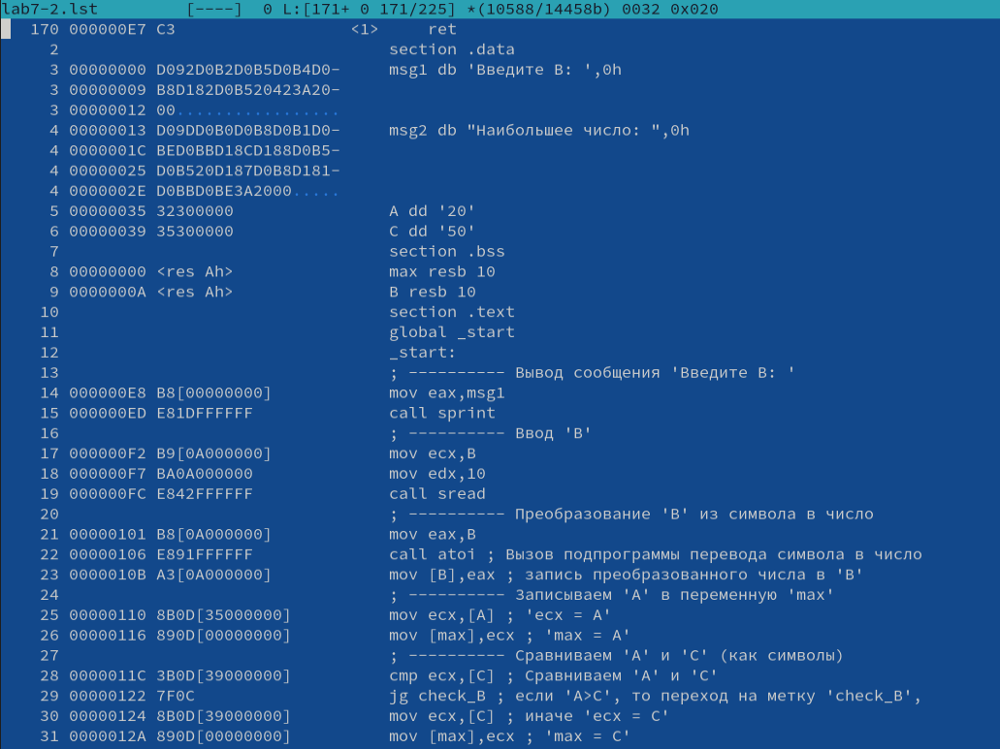 lab7-2.lst         [----]  0 L:[171+ 0 171/225] *(10588/14458b) 0032 0x020
170 000000E7 C3                     <1>     ret
2                                  section .data
3 00000000 D092D0B2D0B5D0B4D0-     msg1 db 'Введите B: ',0h
3 00000009 B8D182D0B520423A20-
3 00000012 00.................
4 00000013 D09DD0B0D0B8D0B1D0-     msg2 db "Наибольшее число: ",0h
4 0000001C BED0BBD18CD188D0B5-
4 00000025 D0B520D187D0B8D181-
4 0000002E D0BBD0BE3A2000.....
5 00000035 32300000                A dd '20'
6 00000039 35300000                C dd '50'
7                                  section .bss
8 00000000 <res Ah>                max resb 10
9 0000000A <res Ah>                B resb 10
10                                  section .text
11                                  global _start
12                                  _start:
13                                  ; ---------- Вывод сообщения 'Введите B: '
14 000000E8 B8[00000000]            mov eax,msg1
15 000000ED E81DFFFFFF              call sprint
16                                  ; ---------- Ввод 'B'
17 000000F2 B9[0A000000]            mov ecx,B
18 000000F7 BA0A000000              mov edx,10
19 000000FC E842FFFFFF              call sread
20                                  ; ---------- Преобразование 'B' из символа в число
21 00000101 B8[0A000000]            mov eax,B
22 00000106 E891FFFFFF              call atoi ; Вызов подпрограммы перевода символа в число
23 0000010B A3[0A000000]            mov [B],eax ; запись преобразованного числа в 'B'
24                                  ; ---------- Записываем 'A' в переменную 'max'
25 00000110 8B0D[35000000]          mov ecx,[A] ; 'ecx = A'
26 00000116 890D[00000000]          mov [max],ecx ; 'max = A'
27                                  ; ---------- Сравниваем 'A' и 'C' (как символы)
28 0000011C 3B0D[39000000]          cmp ecx,[C] ; Сравниваем 'A' и 'C'
29 00000122 7F0C                    jg check_B ; если 'A>C', то переход на метку 'check_B',
30 00000124 8B0D[39000000]          mov ecx,[C] ; иначе 'ecx = C'
31 0000012A 890D[00000000]          mov [max],ecx ; 'max = C'